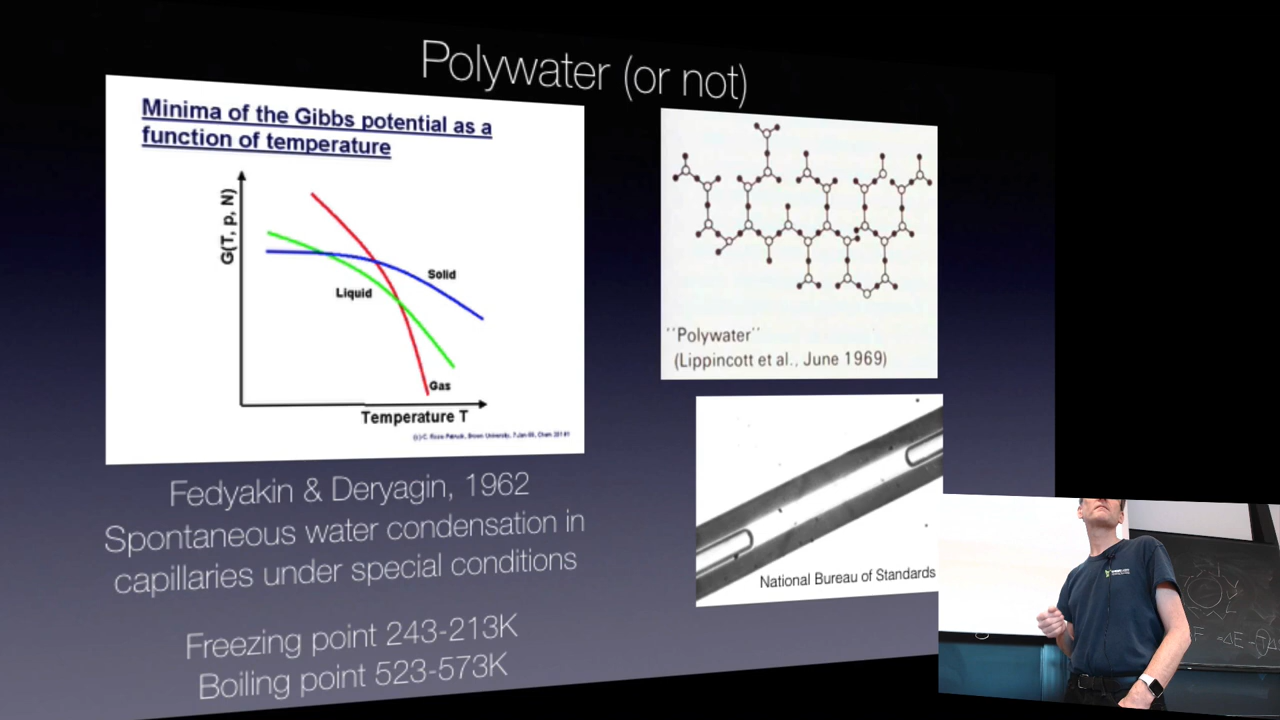 Polywater (or not)
Minima of the Gibbs potential as a
function of temperature
G(T, p, N)
Solid
Liquid
Gas
Temperature T
"Polywater"
(Lippincott et al., June 1969)
National Bureau of Standards
Fedyakin & Deryagin, 1962
Spontaneous water condensation in
capillaries under special conditions
Freezing point 243-213K
Boiling point 523-573K